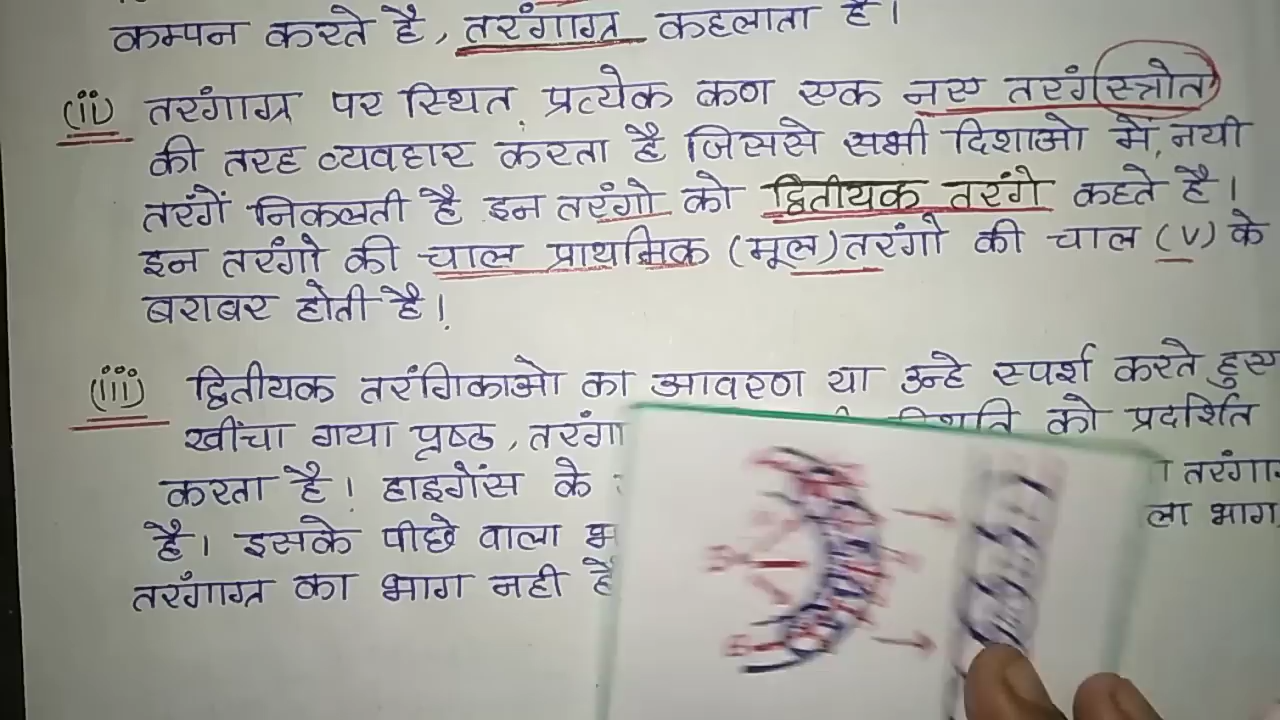 कम्पन करते है, तरंगाग्र कहलाता है।
(ii) तरंगाग्र पर स्थित प्रत्येक कण एक नए तरंग स्त्रोत
की तरह व्यवहार करता है जिससे सभी दिशाओ में नयी
तरंगें निकलती है इन तरंगो को द्वितीयक तरंगे कहते है।
इन तरंगो की चाल प्राथमिक (मूल) तरंगो की चाल (v) के
बराबर होती है।
(iii) द्वितीयक तरंगिकाओ का आवरण या उन्हे स्पर्श करते हुए
खींचा गया पृष्ठ, तरंगा को प्रदर्शित
करता है। हाइगेंस के तरंगा
है। इसके पीछे वाला भ ला भाग
तरंगाग्र का भाग नही है